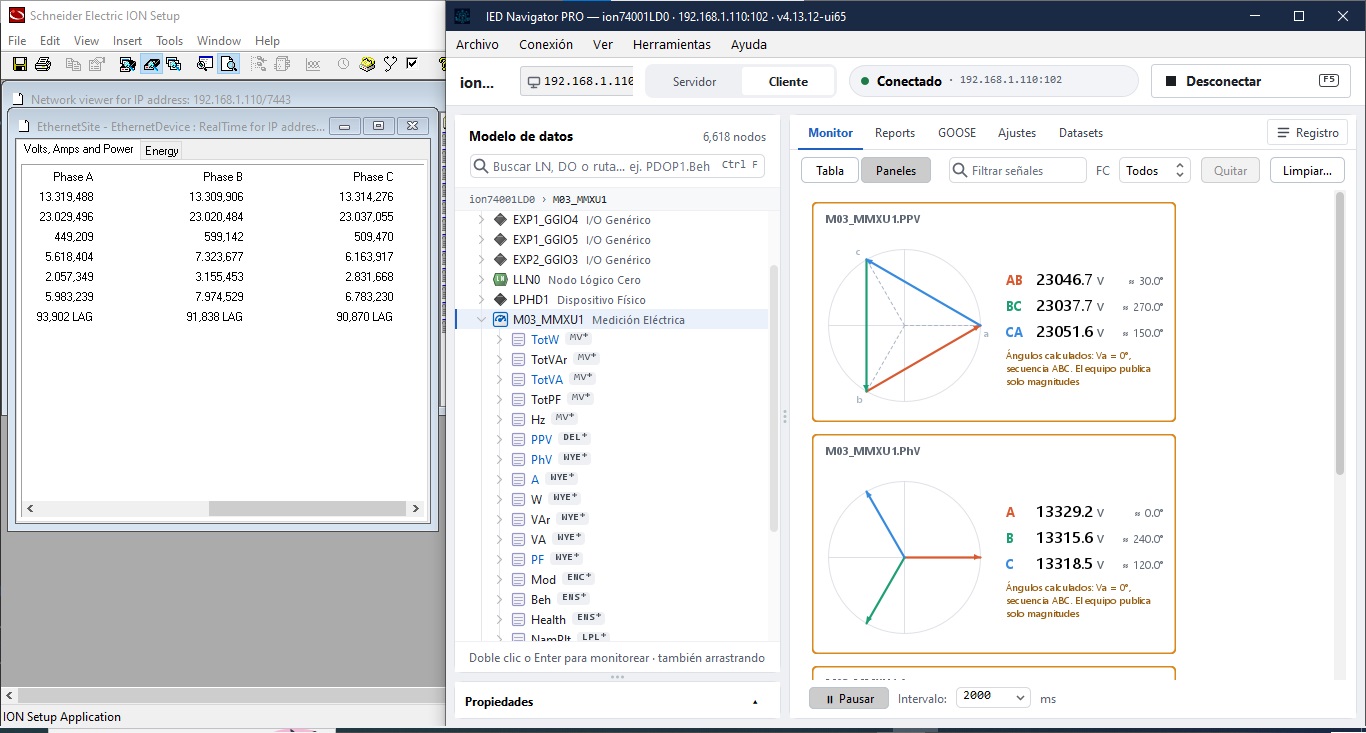 Schneider Electric ION Setup
File Edit View Insert Tools Window Help
Network viewer for IP address: 192.168.1.110/7443
EthernetSite - EthernetDevice : RealTime for IP addres...
Volts, Amps and Power Energy
Phase A Phase B Phase C
13.319,488 13.309,906 13.314,276
23.029,496 23.020,484 23.037,055
449,209 599,142 509,470
5.618,404 7.323,677 6.163,917
2.057,349 3.155,453 2.831,668
5.983,239 7.974,529 6.783,230
93,902 LAG 91,838 LAG 90,870 LAG
ION Setup Application
IED Navigator PRO — ion74001LD0 · 192.168.1.110:102 · v4.13.12-ui65
Archivo Conexión Ver Herramientas Ayuda
ion... 192.168.1.110 Servidor Cliente Conectado · 192.168.1.110:102 Desconectar F5
Modelo de datos 6,618 nodos
Buscar LN, DO o ruta... ej. PDOP1.Beh Ctrl F
ion74001LD0 › M03_MMXU1
EXP1_GGIO4 I/O Genérico
EXP1_GGIO5 I/O Genérico
EXP2_GGIO3 I/O Genérico
LN LLN0 Nodo Lógico Cero
LPHD1 Dispositivo Físico
M03_MMXU1 Medición Eléctrica
TotW MV+
TotVAr MV+
TotVA MV+
TotPF MV+
Hz MV+
PPV DEL+
PhV WYE+
A WYE+
W WYE+
VAr WYE+
VA WYE+
PF WYE+
Mod ENC+
Beh ENS+
Health ENS+
NamPlt LPL+
Doble clic o Enter para monitorear · también arrastrando
Propiedades
Monitor Reports GOOSE Ajustes Datasets Registro
Tabla Paneles Filtrar señales FC Todos Quitar Limpiar...
M03_MMXU1.PPV
c
a
b
AB 23046.7 V ≈ 30.0°
BC 23037.7 V ≈ 270.0°
CA 23051.6 V ≈ 150.0°
Ángulos calculados: Va = 0°,
secuencia ABC. El equipo publica
solo magnitudes
M03_MMXU1.PhV
A 13329.2 V ≈ 0.0°
B 13315.6 V ≈ 240.0°
C 13318.5 V ≈ 120.0°
Ángulos calculados: Va = 0°,
secuencia ABC. El equipo publica
solo magnitudes
Pausar Intervalo: 2000 ms